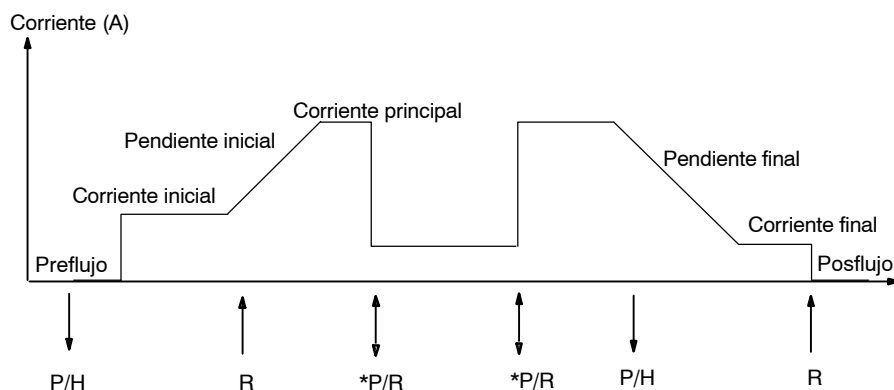 Corriente (A)
Corriente principal
Pendiente inicial
Pendiente final
Corriente inicial
Corriente final
Preflujo
Posflujo
P/H
R
*P/R
*P/R
P/H
R